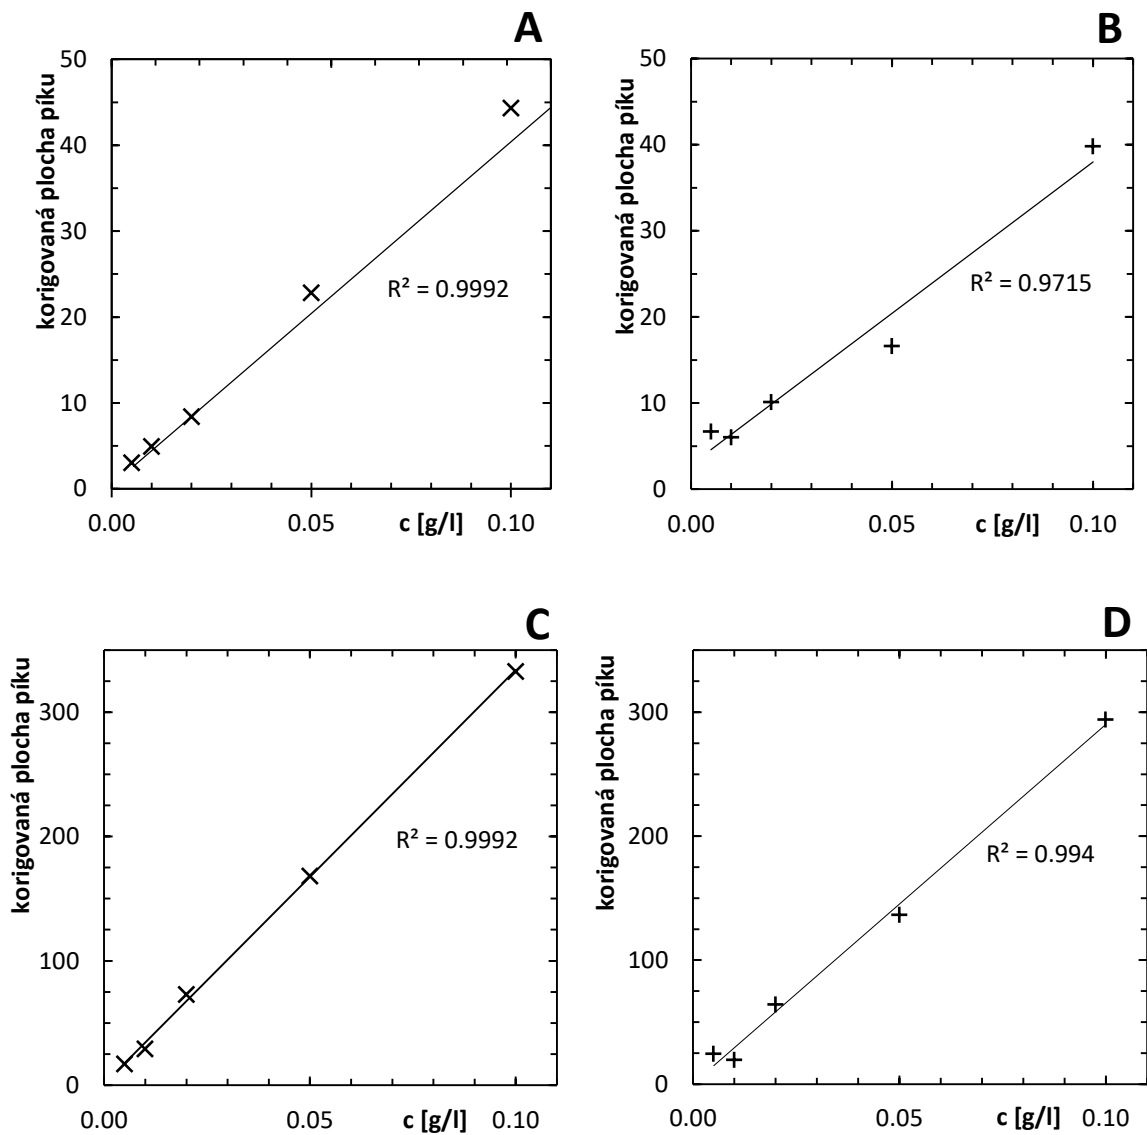 A
50
40
30
20
10
0
korigovaná plocha píku
R² = 0.9992
0.00
0.05
c [g/l]
0.10
B
50
40
30
20
10
0
korigovaná plocha píku
R² = 0.9715
0.00
0.05
c [g/l]
0.10
C
300
200
100
0
korigovaná plocha píku
R² = 0.9992
0.00
0.05
c [g/l]
0.10
D
300
200
100
0
korigovaná plocha píku
R² = 0.994
0.00
0.05
c [g/l]
0.10